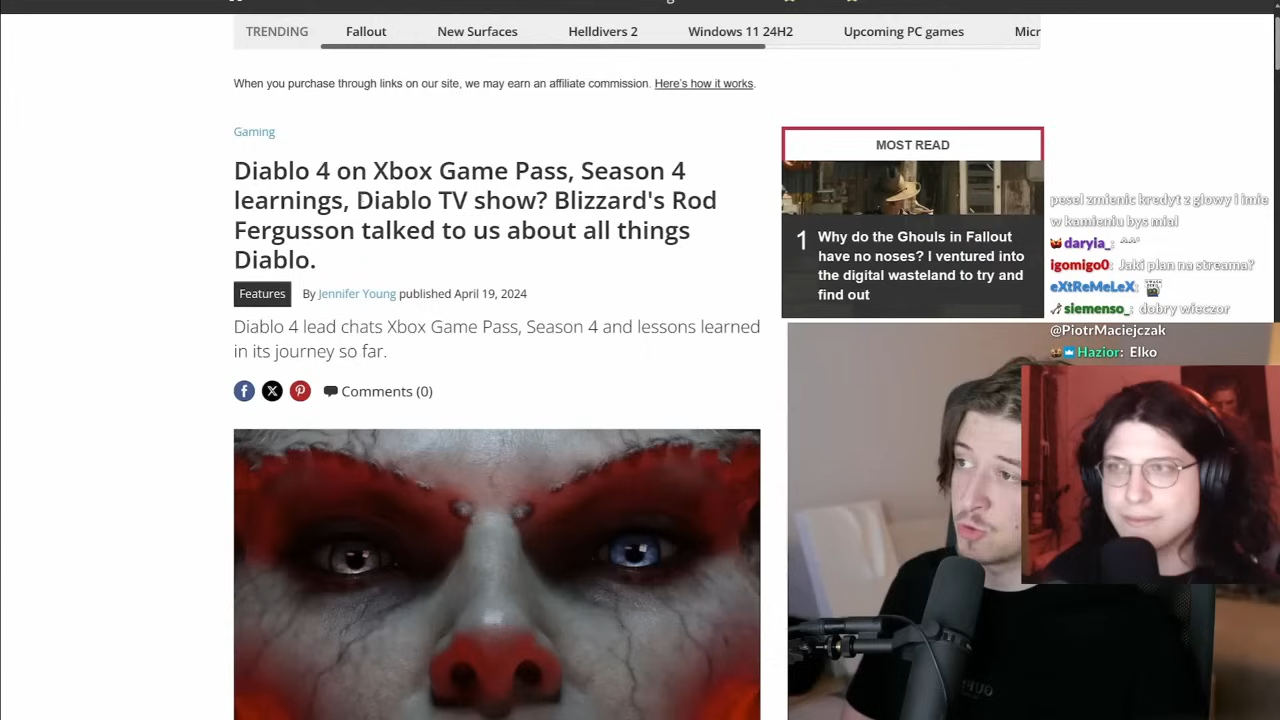 TRENDING Fallout New Surfaces Helldivers 2 Windows 11 24H2 Upcoming PC games Micr
When you purchase through links on our site, we may earn an affiliate commission. Here's how it works.
Gaming
Diablo 4 on Xbox Game Pass, Season 4
learnings, Diablo TV show? Blizzard's Rod
Fergusson talked to us about all things
Diablo.
Features By Jennifer Young published April 19, 2024
Diablo 4 lead chats Xbox Game Pass, Season 4 and lessons learned
in its journey so far.
Comments (0)
MOST READ
1 Why do the Ghouls in Fallout
have no noses? I ventured into
the digital wasteland to try and
find out
pesel zmienic kredyt z glowy i imie
w kamieniu bys mial
daryia_: ^^'
igomigo0: Jaki plan na streama?
eXtReMeLeX:
siemenso_: dobry wieczor
@PiotrMaciejczak
Hazior: Elko